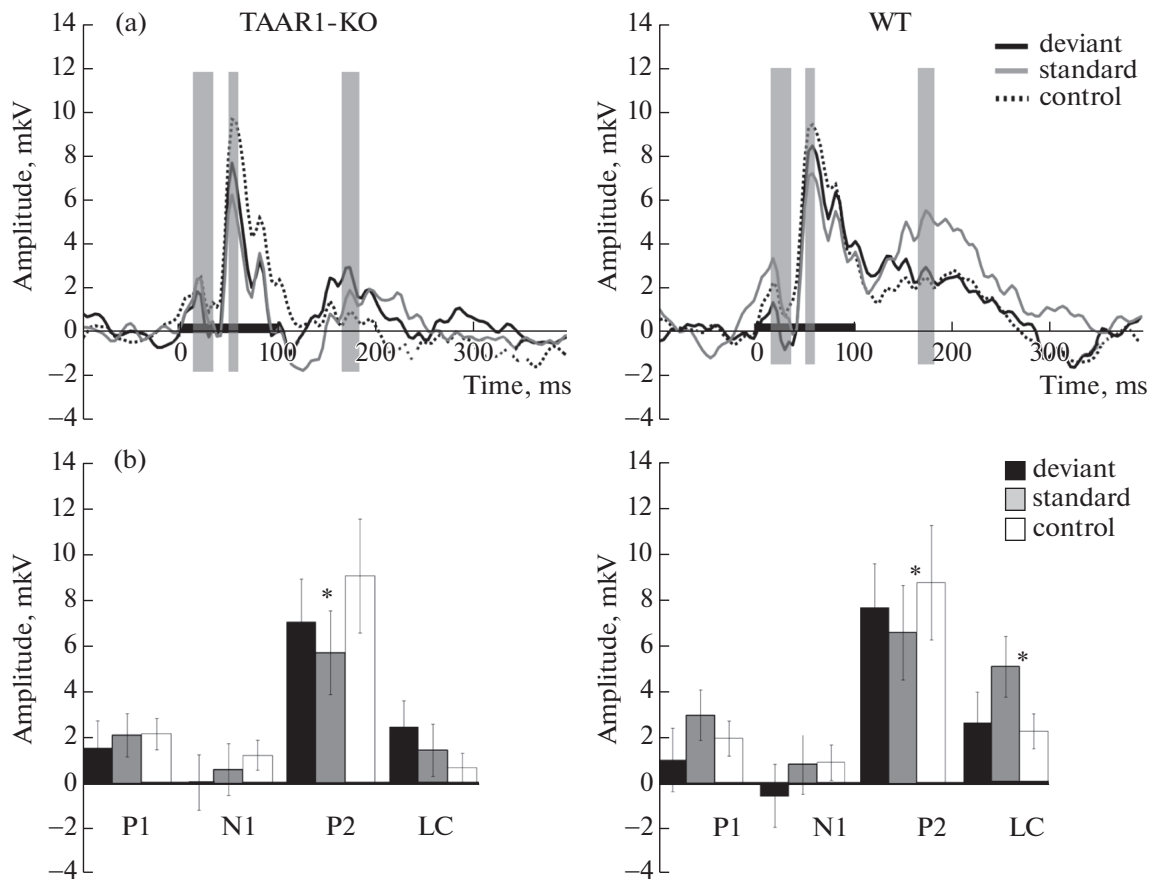 (a) TAAR1-KO
Amplitude, mkV
14
12
10
8
6
4
2
0
−2
−4
0 100 200 300
Time, ms
WT
deviant
standard
control
Amplitude, mkV
14
12
10
8
6
4
2
0
−2
−4
0 100 200 300
Time, ms
(b)
Amplitude, mkV
14
12
10
8
6
4
2
0
−2
−4
*
P1 N1 P2 LC
deviant
standard
control
Amplitude, mkV
14
12
10
8
6
4
2
0
−2
−4
*
*
P1 N1 P2 LC